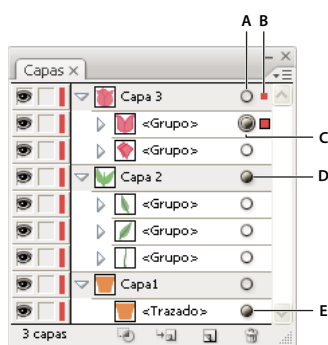 A B
Capas ×
Capa 3
<Grupo>
C
<Grupo>
Capa 2
D
<Grupo>
<Grupo>
<Grupo>
Capa1
<Trazado>
E
3 capas